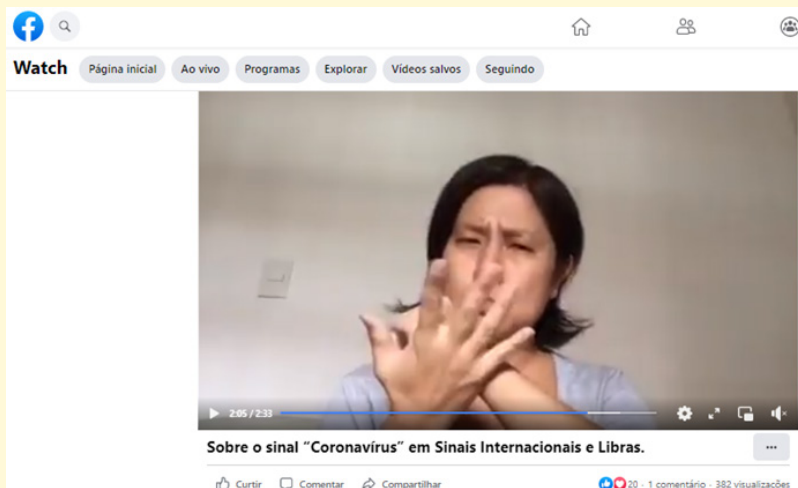 Watch Página inicial Ao vivo Programas Explorar Vídeos salvos Seguindo
2:05 / 2:33
Sobre o sinal “Coronavírus” em Sinais Internacionais e Libras.
Curtir Comentar Compartilhar 20 · 1 comentário · 382 visualizações